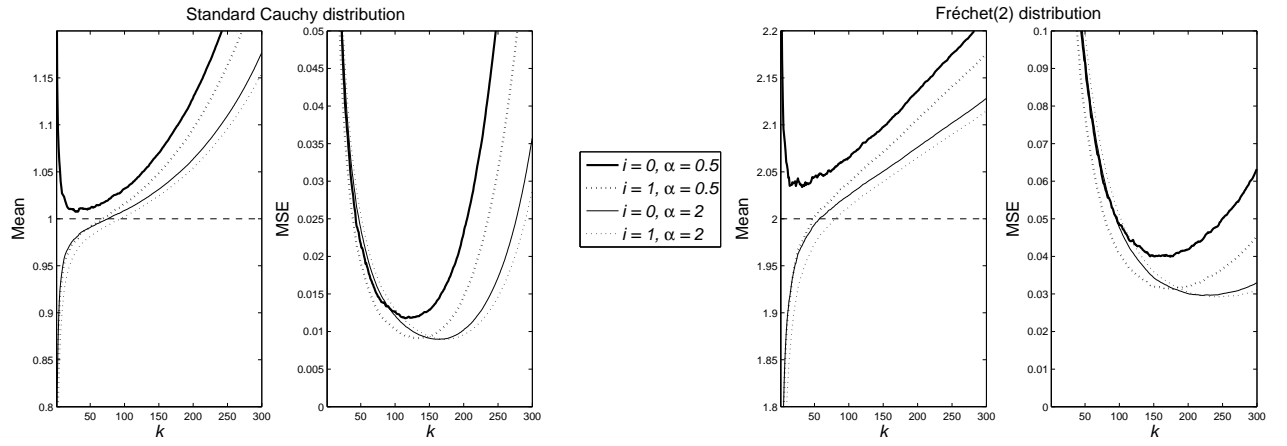 Standard Cauchy distribution
Mean
1.15
1.1
1.05
1
0.95
0.9
0.85
0.8
50 100 150 200 250 300
k
MSE
0.05
0.045
0.04
0.035
0.03
0.025
0.02
0.015
0.01
0.005
0
50 100 150 200 250 300
k
i = 0, α = 0.5
i = 1, α = 0.5
i = 0, α = 2
i = 1, α = 2
Fréchet(2) distribution
Mean
2.2
2.15
2.1
2.05
2
1.95
1.9
1.85
1.8
50 100 150 200 250 300
k
MSE
0.1
0.09
0.08
0.07
0.06
0.05
0.04
0.03
0.02
0.01
0
50 100 150 200 250 300
k